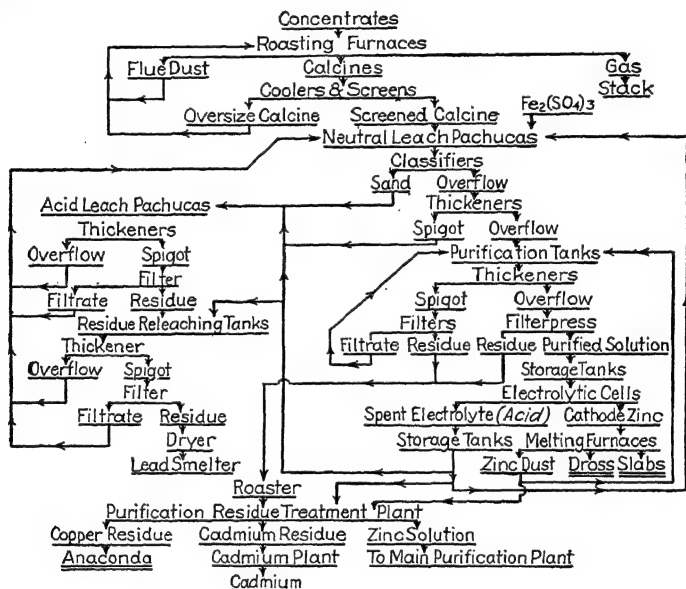 Concentrates
Roasting Furnaces
Flue Dust Calcines Gas
Coolers & Screens Stack
Oversize Calcine Screened Calcine Fe2(SO4)3
Neutral Leach Pachucas
Classifiers
Sand Overflow
Acid Leach Pachucas Thickeners
Thickeners Spigot Overflow
Overflow Spigot Purification Tanks
Filter Thickeners
Filtrate Residue Spigot Overflow
Residue Releaching Tanks Filters Filterpress
Thickener Filtrate Residue Residue Purified Solution
Overflow Spigot Storage Tanks
Filter Electrolytic Cells
Filtrate Residue Spent Electrolyte (Acid) Cathode Zinc
Dryer Storage Tanks Melting Furnaces
Lead Smelter Zinc Dust Dross Slabs
Roaster
Purification Residue Treatment Plant
Copper Residue Cadmium Residue Zinc Solution
Anaconda Cadmium Plant To Main Purification Plant
Cadmium